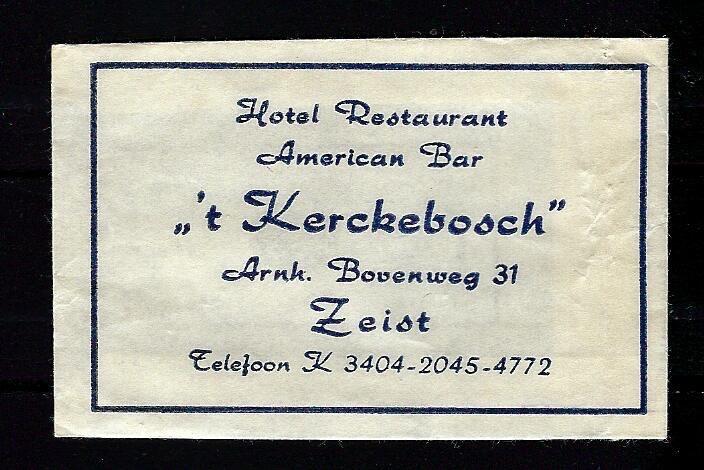 Hotel Restaurant
American Bar
„'t Kerckebosch”
Arnh. Bovenweg 31
Zeist
Telefoon K 3404-2045-4772